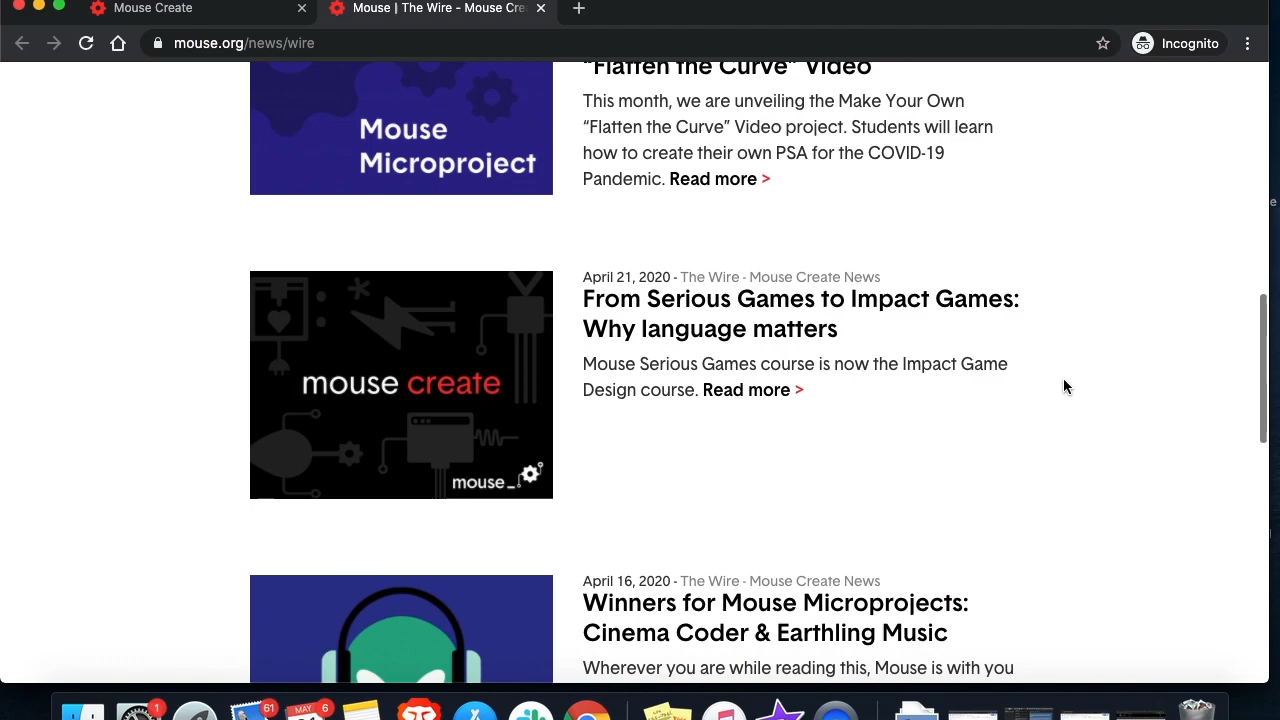 Mouse Create
Mouse | The Wire - Mouse Cre
mouse.org/news/wire
Incognito
"Flatten the Curve" Video
This month, we are unveiling the Make Your Own
“Flatten the Curve” Video project. Students will learn
how to create their own PSA for the COVID-19
Pandemic. Read more >
Mouse
Microproject
April 21, 2020 - The Wire - Mouse Create News
From Serious Games to Impact Games:
Why language matters
Mouse Serious Games course is now the Impact Game
Design course. Read more >
mouse create
mouse_
April 16, 2020 - The Wire - Mouse Create News
Winners for Mouse Microprojects:
Cinema Coder & Earthling Music
Wherever you are while reading this, Mouse is with you
1
61
MAY
6